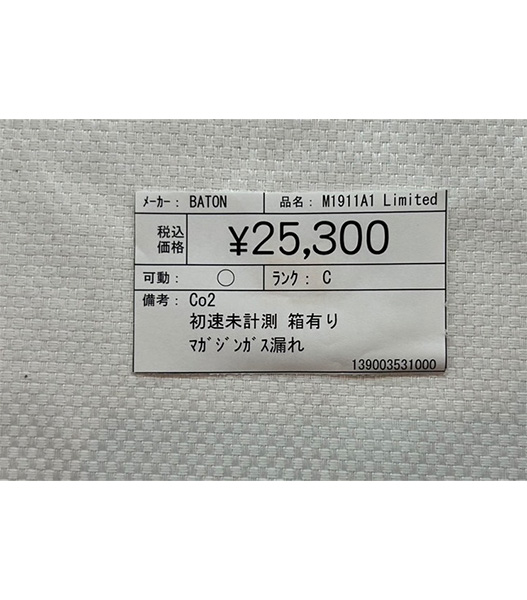 ﾒｰｶｰ: BATON 品名: M1911A1 Limited
税込価格 ¥25,300
可動: ○ ﾗﾝｸ: C
備考: Co2
初速未計測 箱有り
ﾏｶﾞｼﾞﾝｶﾞｽ漏れ
139003531000